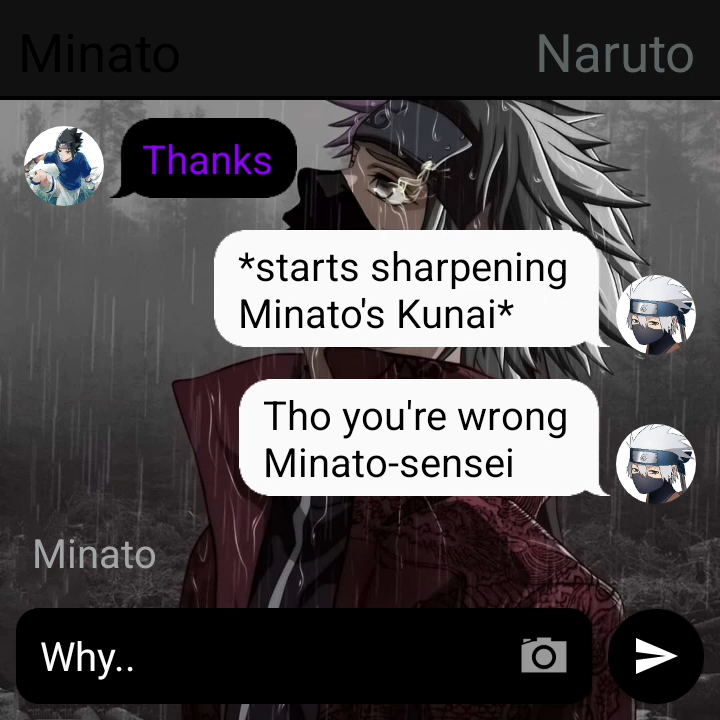 Minato
Naruto
Thanks
*starts sharpening
Minato's Kunai*
Tho you're wrong
Minato-sensei
Minato
Why..